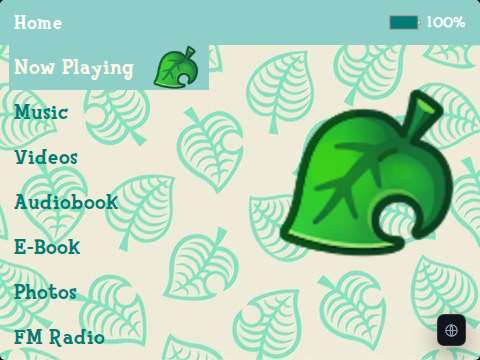 Home
100%
Now Playing
Music
Videos
Audiobook
E-Book
Photos
FM Radio